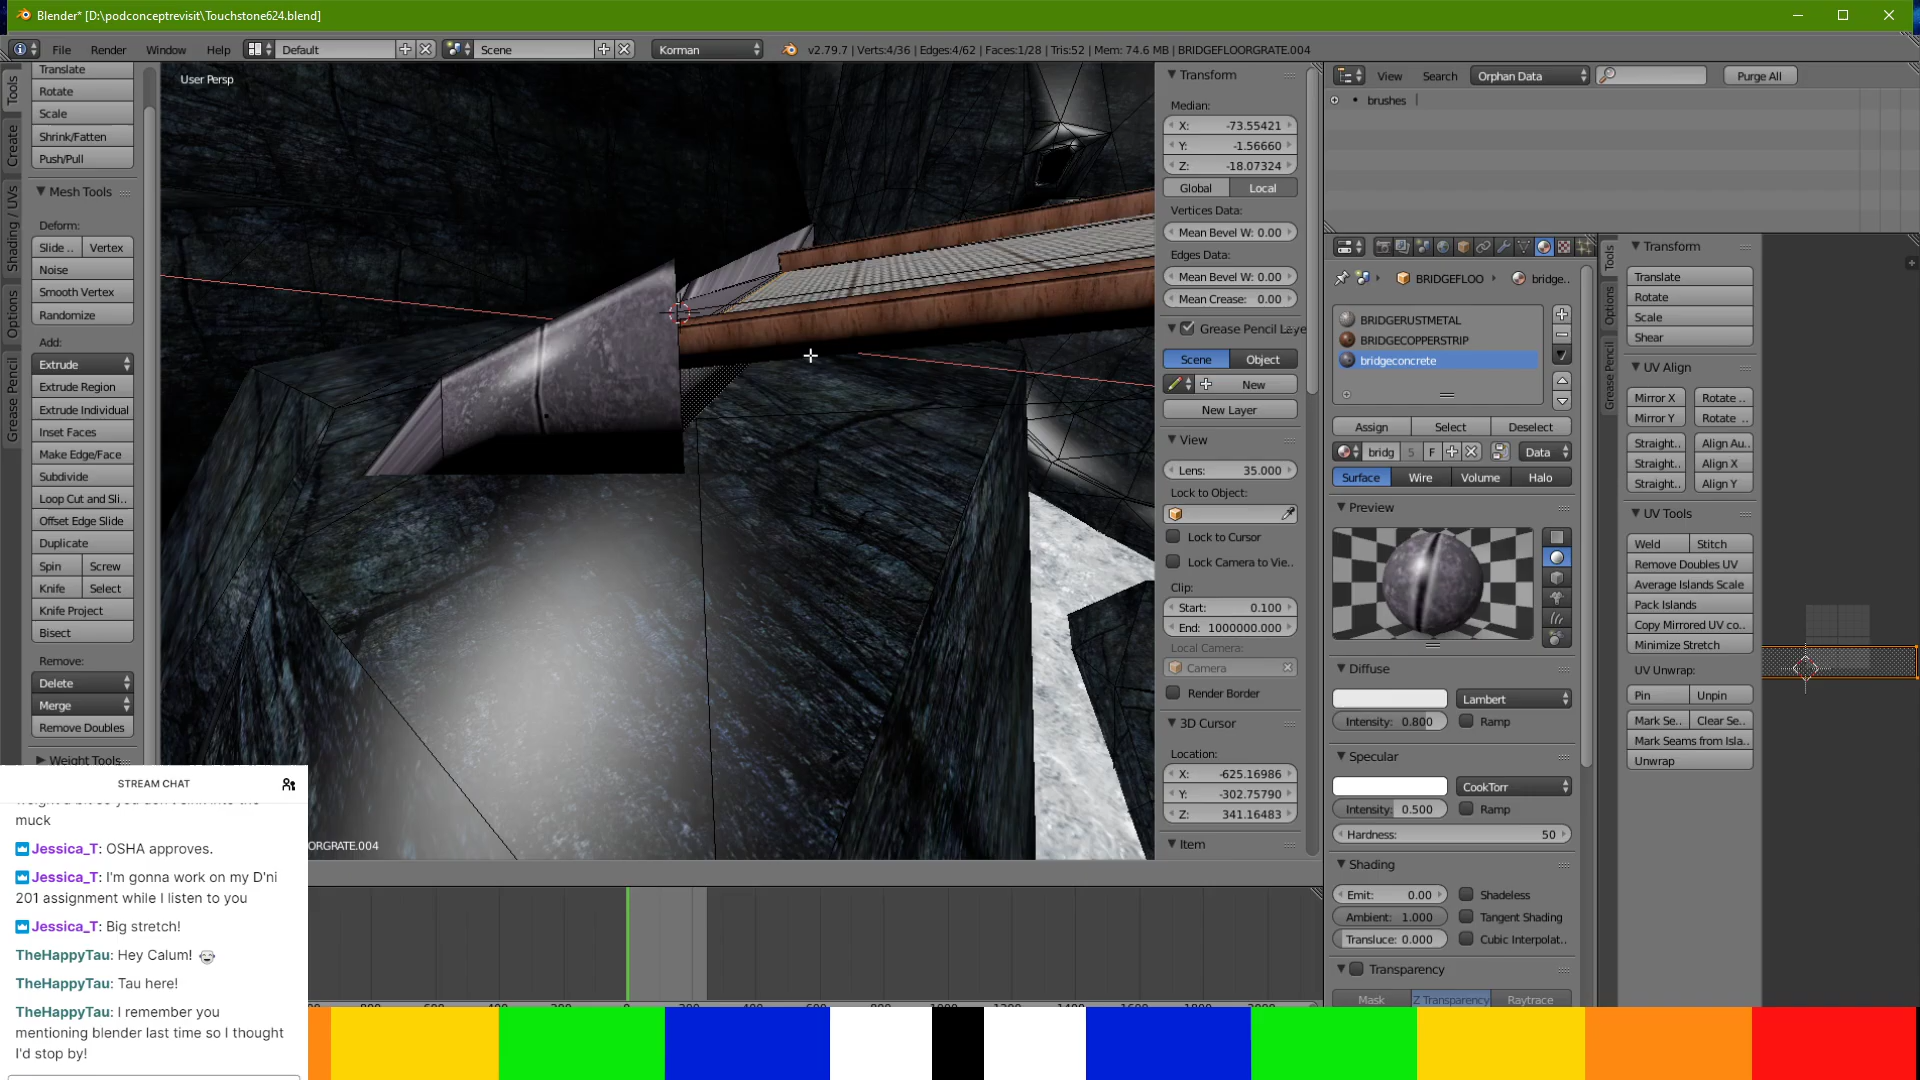 Blender* [D:\podconceptrevisit\Touchstone624.blend]
File Render Window Help Default Scene Korman v2.79.7 | Verts:4/36 | Edges:4/62 | Faces:1/28 | Tris:52 | Mem: 74.6 MB | BRIDGEFLOORGRATE.004
Tools
Create
Shading / UVs
Options
Grease Pencil
Translate
Rotate
Scale
Shrink/Fatten
Push/Pull
Mesh Tools
Deform:
Slide .. Vertex
Noise
Smooth Vertex
Randomize
Add:
Extrude
Extrude Region
Extrude Individual
Inset Faces
Make Edge/Face
Subdivide
Loop Cut and Sli..
Offset Edge Slide
Duplicate
Spin Screw
Knife Select
Knife Project
Bisect
Remove:
Delete
Merge
Remove Doubles
Weight Tools
User Persp
ORGRATE.004
Transform
Median:
X: -73.55421
Y: -1.56660
Z: -18.07324
Global Local
Vertices Data:
Mean Bevel W: 0.00
Edges Data:
Mean Bevel W: 0.00
Mean Crease: 0.00
Grease Pencil Laye
Scene Object
New
New Layer
View
Lens: 35.000
Lock to Object:
Lock to Cursor
Lock Camera to Vie..
Clip:
Start: 0.100
End: 1000000.000
Local Camera:
Camera
Render Border
3D Cursor
Location:
X: -625.16986
Y: -302.75790
Z: 341.16483
Item
View Search Orphan Data Purge All
brushes
BRIDGEFLOO bridge..
BRIDGERUSTMETAL
BRIDGECOPPERSTRIP
bridgeconcrete
Assign Select Deselect
bridg 5 F Data
Surface Wire Volume Halo
Preview
Diffuse
Lambert
Intensity: 0.800 Ramp
Specular
CookTorr
Intensity: 0.500 Ramp
Hardness: 50
Shading
Emit: 0.00 Shadeless
Ambient: 1.000 Tangent Shading
Transluce: 0.000 Cubic Interpolat..
Transparency
Mask Z Transparency Raytrace
Tools
Options
Grease Pencil
Transform
Translate
Rotate
Scale
Shear
UV Align
Mirror X Rotate ..
Mirror Y Rotate ..
Straight.. Align Au..
Straight.. Align X
Straight.. Align Y
UV Tools
Weld Stitch
Remove Doubles UV
Average Islands Scale
Pack Islands
Copy Mirrored UV co..
Minimize Stretch
UV Unwrap:
Pin Unpin
Mark Se.. Clear Se..
Mark Seams from Isla..
Unwrap
STREAM CHAT
muck
Jessica_T: OSHA approves.
Jessica_T: I'm gonna work on my D'ni
201 assignment while I listen to you
Jessica_T: Big stretch!
TheHappyTau: Hey Calum!
TheHappyTau: Tau here!
TheHappyTau: I remember you
mentioning blender last time so I thought
I'd stop by!